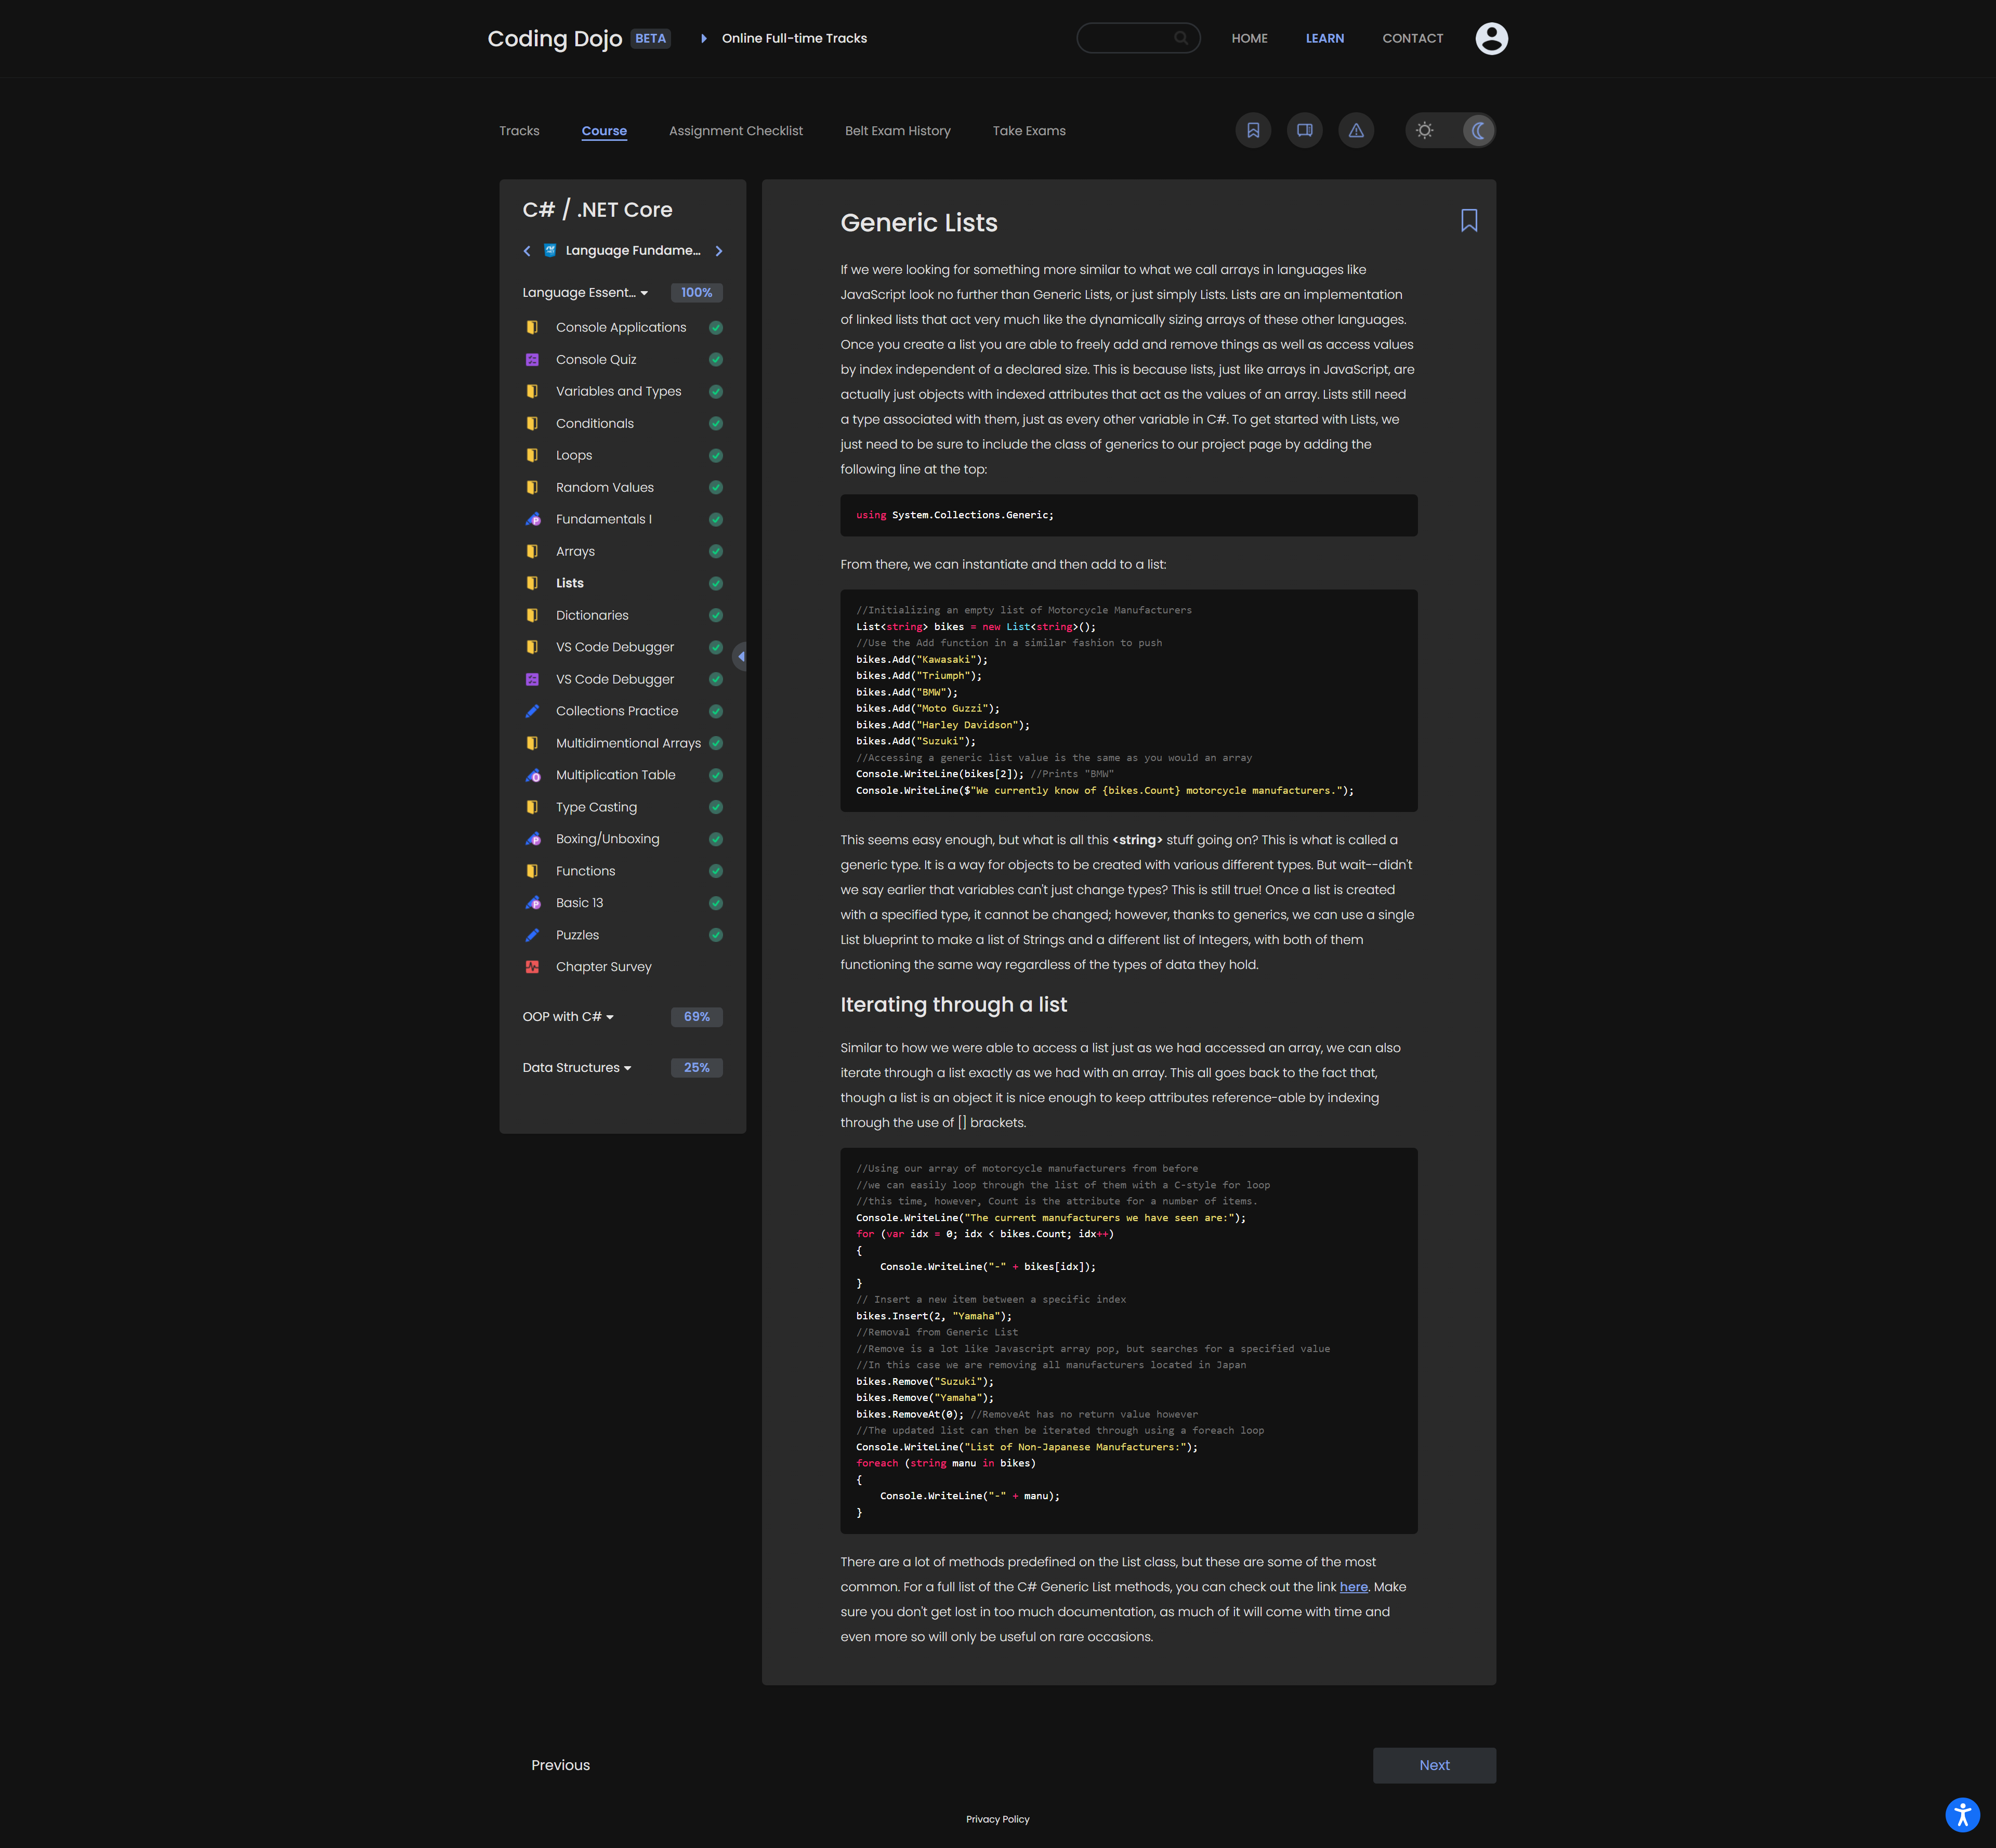 Coding Dojo BETA Online Full-time Tracks HOME LEARN CONTACT
Tracks Course Assignment Checklist Belt Exam History Take Exams
C# / .NET Core
Language Fundame...
Language Essent... 100%
Console Applications
Console Quiz
Variables and Types
Conditionals
Loops
Random Values
Fundamentals I
Arrays
Lists
Dictionaries
VS Code Debugger
VS Code Debugger
Collections Practice
Multidimentional Arrays
Multiplication Table
Type Casting
Boxing/Unboxing
Functions
Basic 13
Puzzles
Chapter Survey
OOP with C# 69%
Data Structures 25%
Generic Lists
If we were looking for something more similar to what we call arrays in languages like
JavaScript look no further than Generic Lists, or just simply Lists. Lists are an implementation
of linked lists that act very much like the dynamically sizing arrays of these other languages.
Once you create a list you are able to freely add and remove things as well as access values
by index independent of a declared size. This is because lists, just like arrays in JavaScript, are
actually just objects with indexed attributes that act as the values of an array. Lists still need
a type associated with them, just as every other variable in C#. To get started with Lists, we
just need to be sure to include the class of generics to our project page by adding the
following line at the top:
using System.Collections.Generic;
From there, we can instantiate and then add to a list:
//Initializing an empty list of Motorcycle Manufacturers
List<string> bikes = new List<string>();
//Use the Add function in a similar fashion to push
bikes.Add("Kawasaki");
bikes.Add("Triumph");
bikes.Add("BMW");
bikes.Add("Moto Guzzi");
bikes.Add("Harley Davidson");
bikes.Add("Suzuki");
//Accessing a generic list value is the same as you would an array
Console.WriteLine(bikes[2]); //Prints "BMW"
Console.WriteLine($"We currently know of {bikes.Count} motorcycle manufacturers.");
This seems easy enough, but what is all this <string> stuff going on? This is what is called a
generic type. It is a way for objects to be created with various different types. But wait--didn't
we say earlier that variables can't just change types? This is still true! Once a list is created
with a specified type, it cannot be changed; however, thanks to generics, we can use a single
List blueprint to make a list of Strings and a different list of Integers, with both of them
functioning the same way regardless of the types of data they hold.
Iterating through a list
Similar to how we were able to access a list just as we had accessed an array, we can also
iterate through a list exactly as we had with an array. This all goes back to the fact that,
though a list is an object it is nice enough to keep attributes reference-able by indexing
through the use of [] brackets.
//Using our array of motorcycle manufacturers from before
//we can easily loop through the list of them with a C-style for loop
//this time, however, Count is the attribute for a number of items.
Console.WriteLine("The current manufacturers we have seen are:");
for (var idx = 0; idx < bikes.Count; idx++)
{
    Console.WriteLine("-" + bikes[idx]);
}
// Insert a new item between a specific index
bikes.Insert(2, "Yamaha");
//Removal from Generic List
//Remove is a lot like Javascript array pop, but searches for a specified value
//In this case we are removing all manufacturers located in Japan
bikes.Remove("Suzuki");
bikes.Remove("Yamaha");
bikes.RemoveAt(0); //RemoveAt has no return value however
//The updated list can then be iterated through using a foreach loop
Console.WriteLine("List of Non-Japanese Manufacturers:");
foreach (string manu in bikes)
{
    Console.WriteLine("-" + manu);
}
There are a lot of methods predefined on the List class, but these are some of the most
common. For a full list of the C# Generic List methods, you can check out the link here. Make
sure you don't get lost in too much documentation, as much of it will come with time and
even more so will only be useful on rare occasions.
Previous Next
Privacy Policy